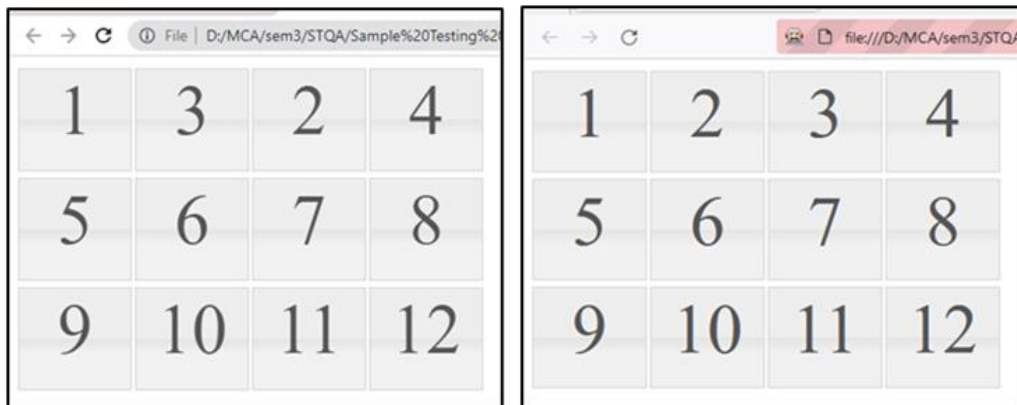 File | D:/MCA/sem3/STQA/Sample%20Testing%2
1 3 2 4
5 6 7 8
9 10 11 12
file:///D:/MCA/sem3/STQA
1 2 3 4
5 6 7 8
9 10 11 12